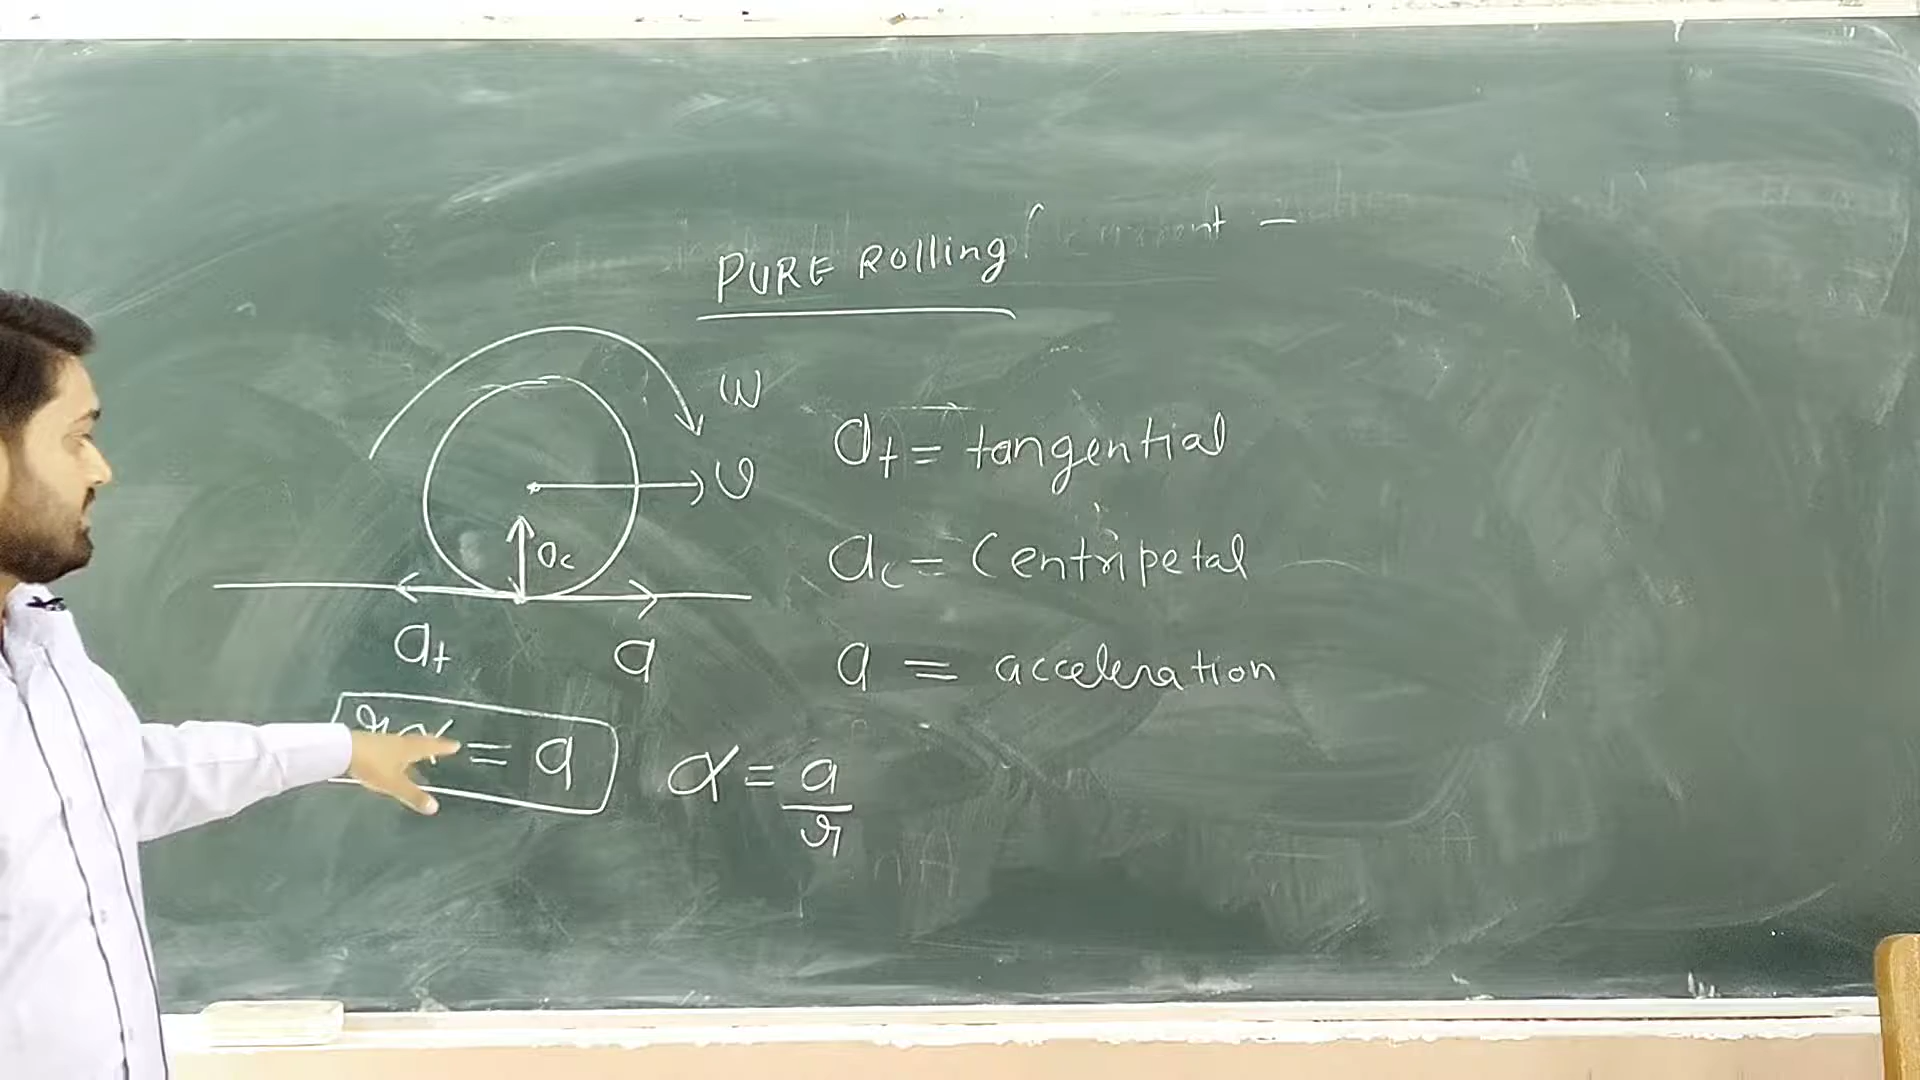 PURE Rolling
ω
v
a_t = tangential
a_c
a_c = Centripetal
a_t
a
a = acceleration
rα = a
α = a/r